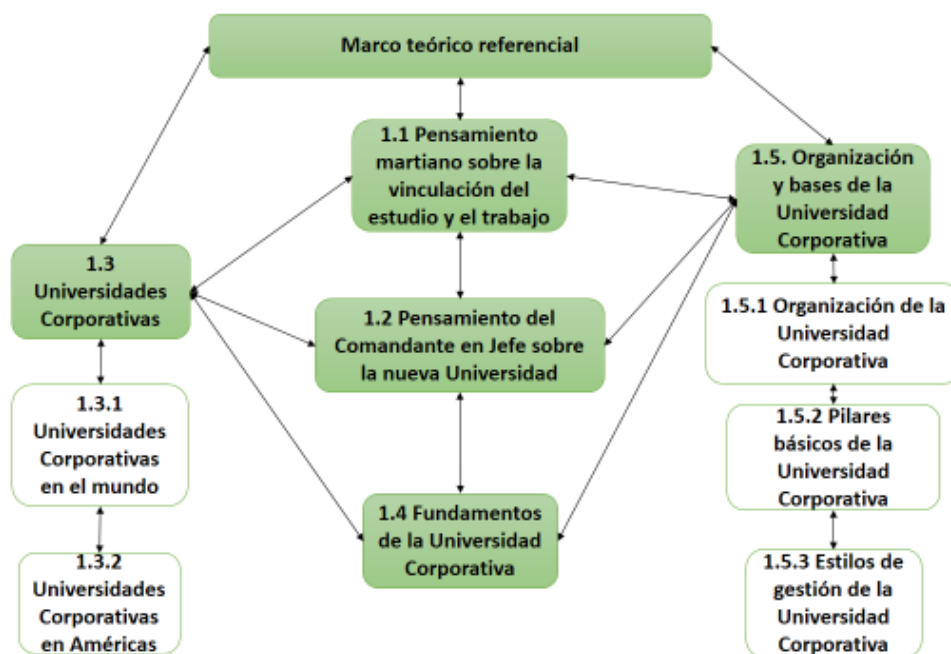 Marco teórico referencial
1.1 Pensamiento
martiano sobre la
vinculación del
estudio y el trabajo
1.5. Organización
y bases de la
Universidad
Corporativa
1.3
Universidades
Corporativas
1.2 Pensamiento del
Comandante en Jefe sobre
la nueva Universidad
1.5.1 Organización de la
Universidad
Corporativa
1.3.1
Universidades
Corporativas
en el mundo
1.5.2 Pilares
básicos de la
Universidad
Corporativa
1.4 Fundamentos
de la Universidad
Corporativa
1.3.2
Universidades
Corporativas
en Américas
1.5.3 Estilos de
gestión de la
Universidad
Corporativa